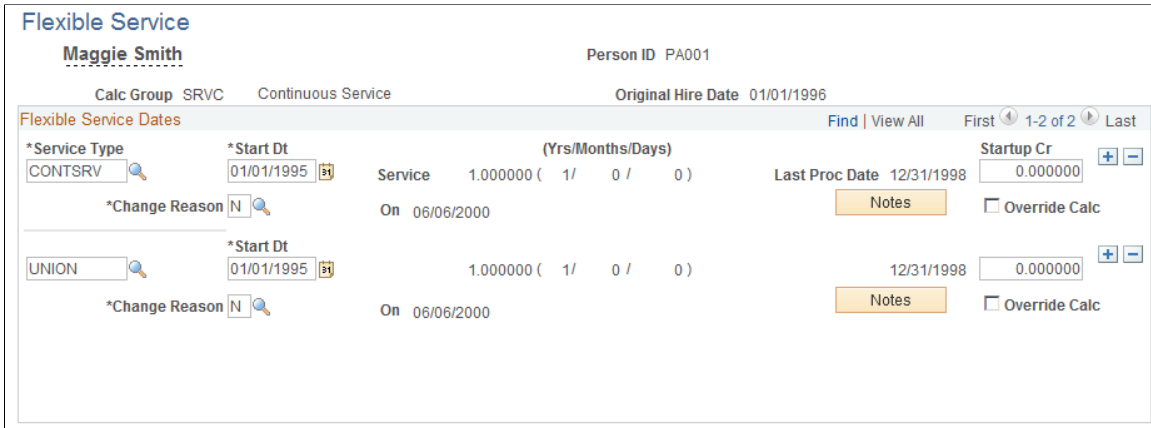 Flexible Service
Maggie Smith Person ID PA001
Calc Group SRVC Continuous Service Original Hire Date 01/01/1996
Flexible Service Dates Find | View All First 1-2 of 2 Last
*Service Type *Start Dt (Yrs/Months/Days) Startup Cr
CONTSRV 01/01/1995 31 Service 1.000000 ( 1/ 0 / 0 ) Last Proc Date 12/31/1998 0.000000 + -
*Change Reason N On 06/06/2000 Notes Override Calc
*Start Dt
UNION 01/01/1995 31 1.000000 ( 1/ 0 / 0 ) 12/31/1998 0.000000 + -
*Change Reason N On 06/06/2000 Notes Override Calc